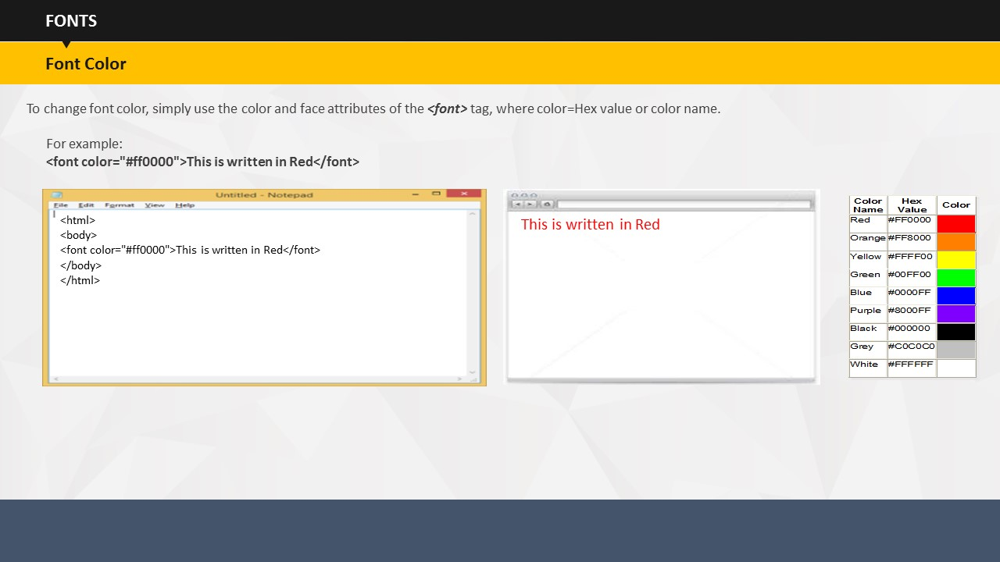 FONTS
Font Color
To change font color, simply use the color and face attributes of the <font> tag, where color=Hex value or color name.
For example:
<font color="#ff0000">This is written in Red</font>
Untitled - Notepad
File Edit Format View Help
<html>
<body>
<font color="#ff0000">This is written in Red</font>
</body>
</html>
This is written in Red
Color Name Hex Value Color
Red #FF0000
Orange #FF8000
Yellow #FFFF00
Green #00FF00
Blue #0000FF
Purple #8000FF
Black #000000
Grey #C0C0C0
White #FFFFFF